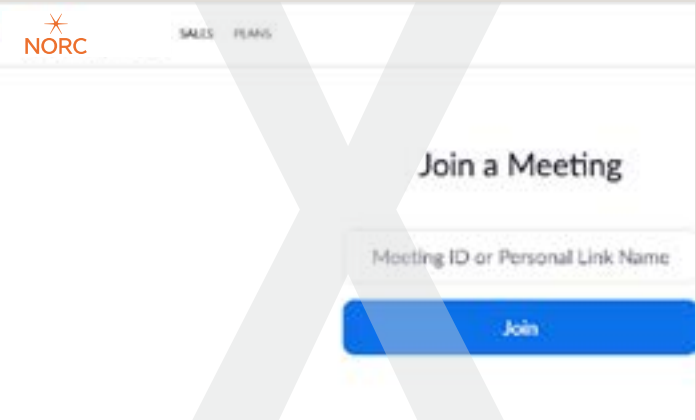 NORC
SALES PLANS
Join a Meeting
Meeting ID or Personal Link Name
Join